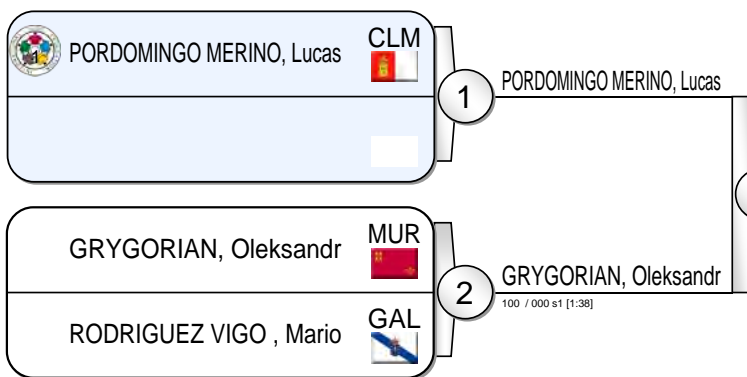 1 PORDOMINGO MERINO, Lucas CLM
1 PORDOMINGO MERINO, Lucas
GRYGORIAN, Oleksandr MUR
2 GRYGORIAN, Oleksandr
100 / 000 s1 [1:38]
RODRIGUEZ VIGO , Mario GAL